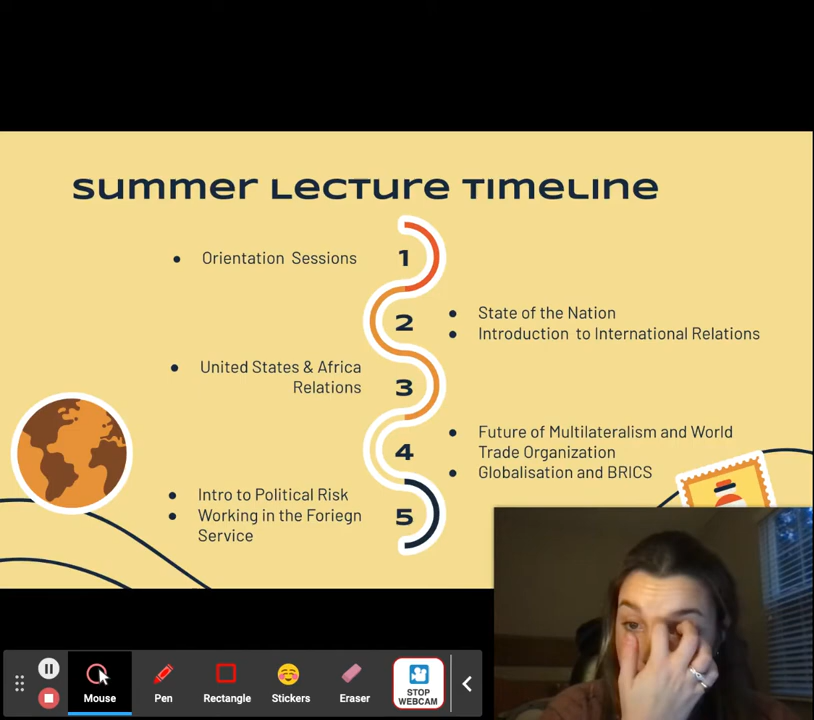 summer Lecture Timeline
Orientation Sessions
1
2
State of the Nation
Introduction to International Relations
United States & Africa
Relations
3
4
Future of Multilateralism and World
Trade Organization
Globalisation and BRICS
Intro to Political Risk
Working in the Foriegn
Service
5
Mouse
Pen
Rectangle
Stickers
Eraser
STOP
WEBCAM